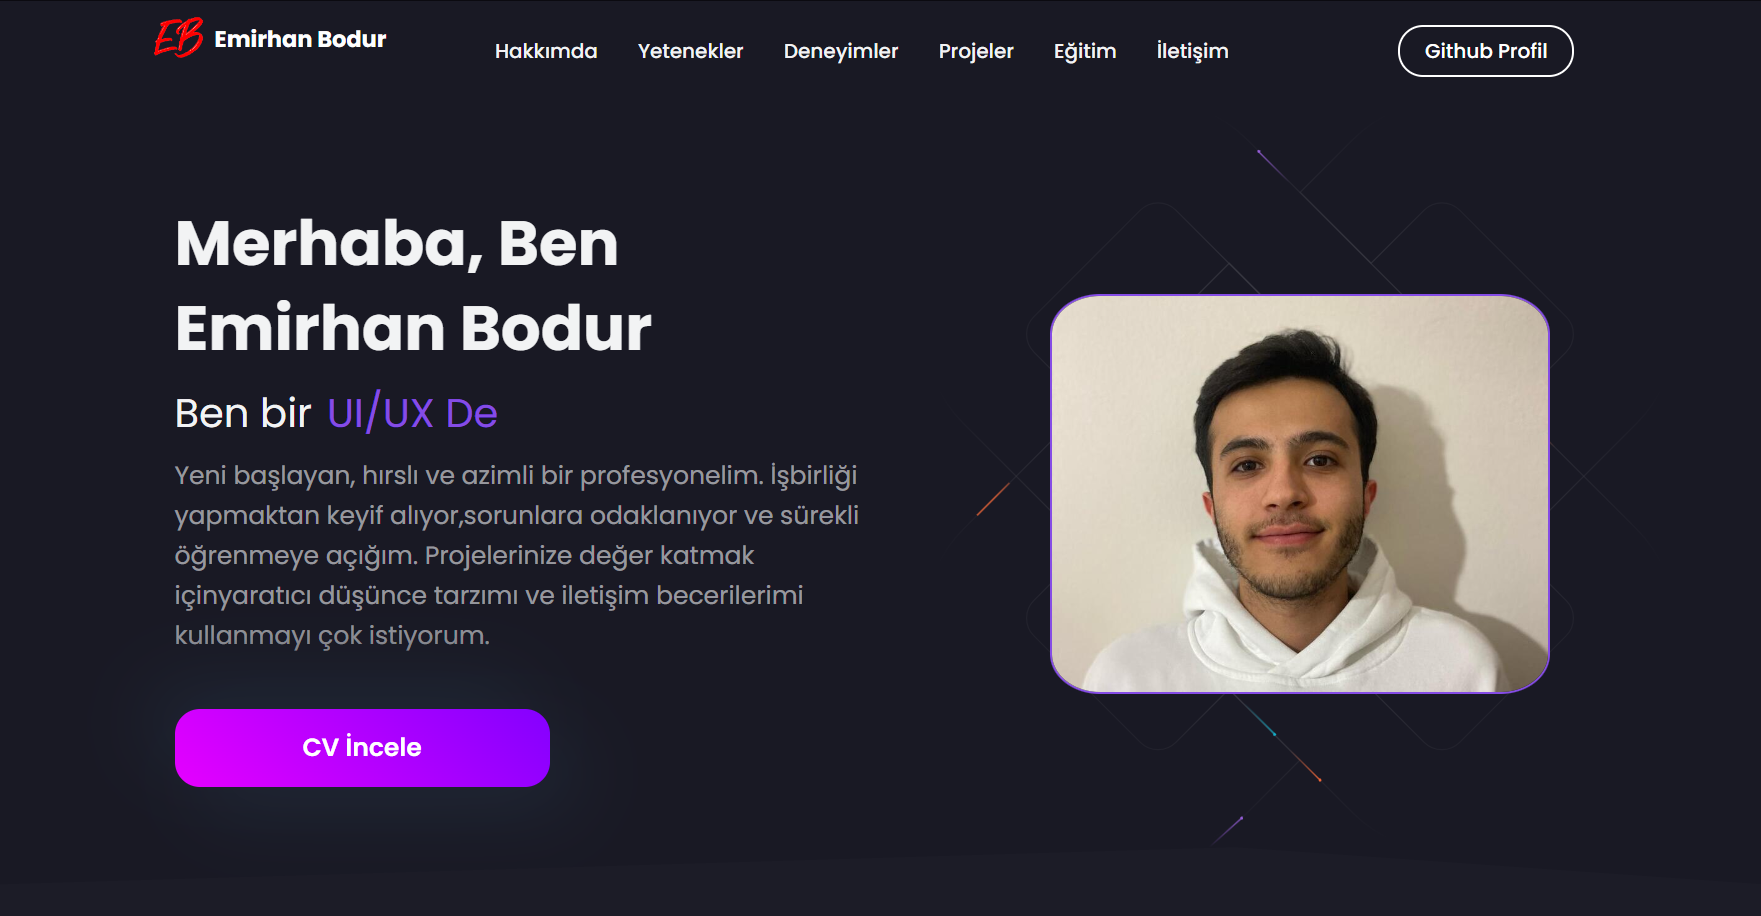 EB Emirhan Bodur
Hakkımda Yetenekler Deneyimler Projeler Eğitim İletişim
Github Profil
Merhaba, Ben
Emirhan Bodur
Ben bir UI/UX De
Yeni başlayan, hırslı ve azimli bir profesyonelim. İşbirliği
yapmaktan keyif alıyor,sorunlara odaklanıyor ve sürekli
öğrenmeye açığım. Projelerinize değer katmak
içinyaratıcı düşünce tarzımı ve iletişim becerilerimi
kullanmayı çok istiyorum.
CV İncele